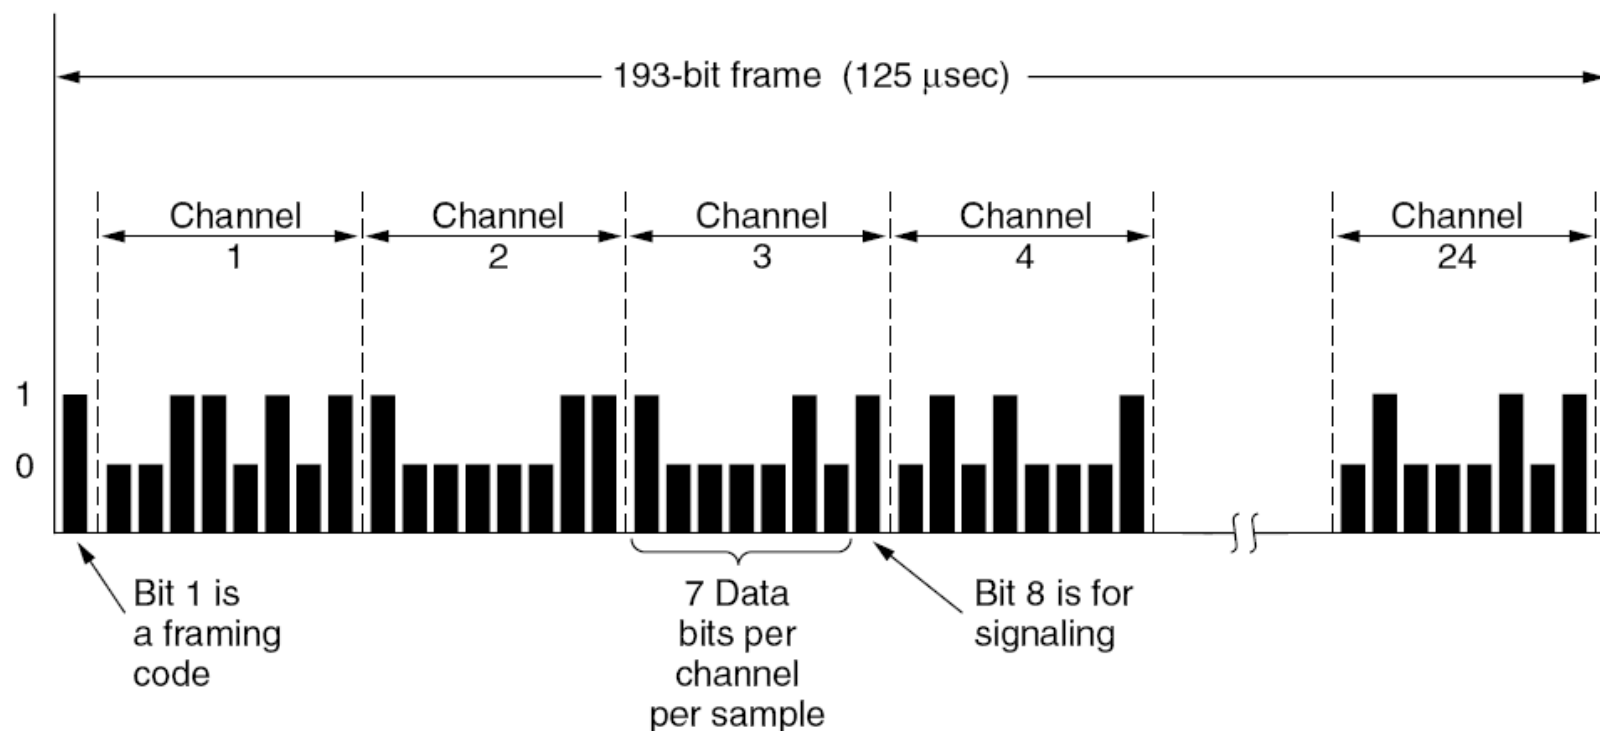 193-bit frame (125 μsec)
Channel
1
Channel
2
Channel
3
Channel
4
Channel
24
1
0
Bit 1 is
a framing
code
7 Data
bits per
channel
per sample
Bit 8 is for
signaling